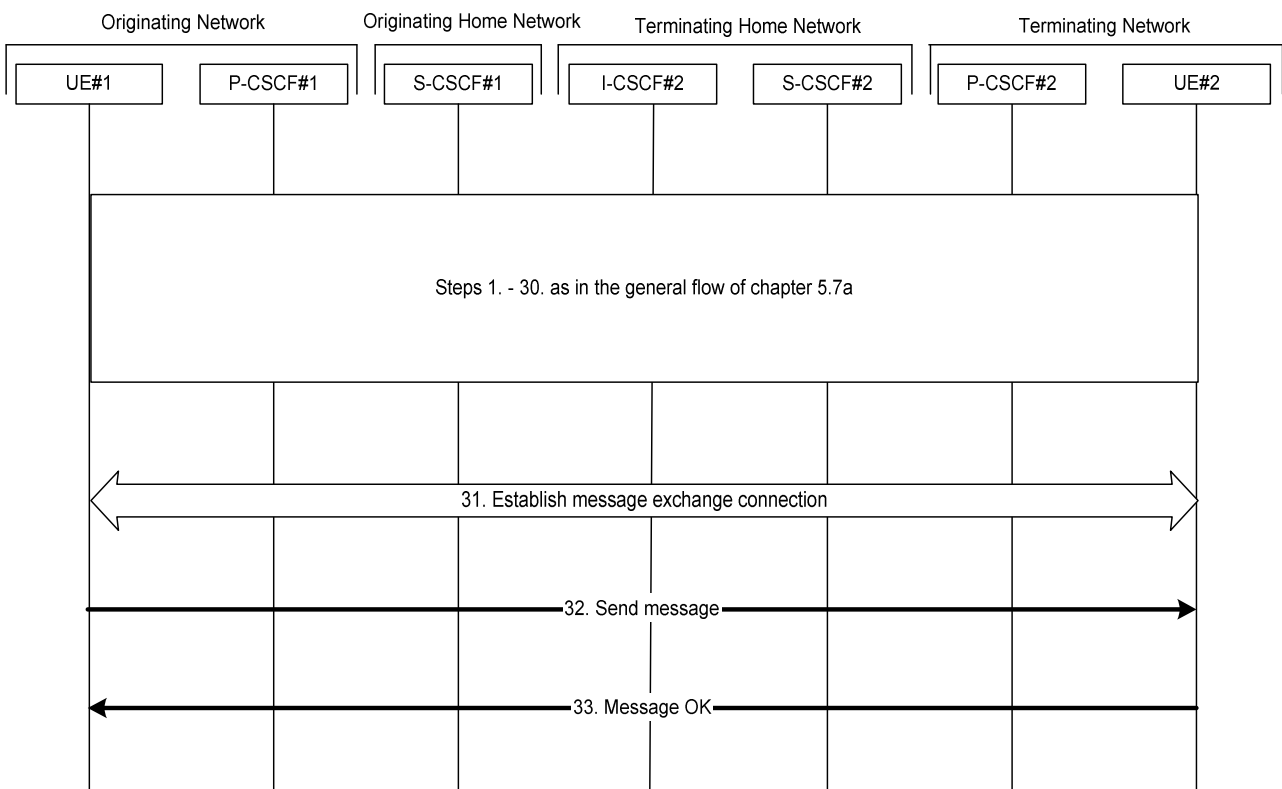 Originating Network
Originating Home Network
Terminating Home Network
Terminating Network
UE#1
P-CSCF#1
S-CSCF#1
I-CSCF#2
S-CSCF#2
P-CSCF#2
UE#2
Steps 1. - 30. as in the general flow of chapter 5.7a
31. Establish message exchange connection
32. Send message
33. Message OK